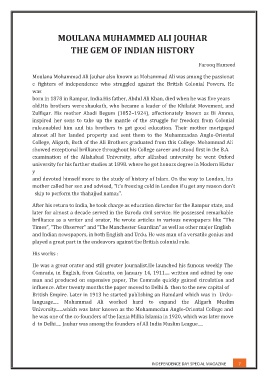 MOULANA MUHAMMED ALI JOUHAR
THE GEM OF INDIAN HISTORY
Farooq Hamced
Moulana Mohammad Ali Jauhar also known as Mohammad Ali was among the passionat
e fighters of independence who struggled against the British Colonial Powers. He
was
born in 1878 in Rampur, India.His father, Abdul Ali Khan, died when he was five years
old.His brothers were shaukath, who became a leader of the Khilafat Movement, and
Zulfiqar. His mother Abadi Begum (1852–1924), affectionately known as Bi Amma,
inspired her sons to take up the mantle of the struggle for freedom from Colonial
rule.enabled him and his brothers to get good education. Their mother mortgaged
almost all her landed property and sent them to the Muhammadan Anglo-Oriental
College, Aligarh, Both of the Ali Brothers graduated from this college. Mohammad Ali
showed exceptional brilliance throughout his College career and stood first in the B.A
examination of the Allahabad University, after allhabad university he went Oxford
university for his further studies at 1898. where he got honors degree in Modern Histor
y
and devoted himself more to the study of history of Islam. On the way to London, his
mother called her son and advised, "It's freezing cold in London if u get any reason don't
skip to perform the Thahajjud namaz".
After his return to India, he took charge as education director for the Rampur state, and
later for almost a decade served in the Baroda civil service. He possessed remarkable
brilliance as a writer and orator. He wrote articles in various newspapers like "The
Times", "The Observer" and "The Manchester Guardian" as well as other major English
and Indian newspapers, in both English and Urdu. He was man of a versatile genius and
played a great part in the endeavors against the British colonial rule.
His works :
He was a great orator and still greater journalist.He launched his famous weekly The
Comrade, in English, from Calcutta, on January 14, 1911.... written and edited by one
man and produced on expensive paper, The Comrade quickly gained circulation and
influence. After twenty months the paper moved to Delhi & then to the new capital of
British Empire. Later in 1913 he started publishing an Hamdard which was in Urdu
language..... Mohammad Ali worked hard to expand the Aligarh Muslim
University.....which was later known as the Mohammedan Anglo-Oriental College and
he was one of the co-founders of the Jamia Millia Islamia in 1920, which was later move
d to Delhi..... Jauhar was among the founders of All India Muslim League....
INDEPENDENCE DAY SPECIAL MAGAZINE